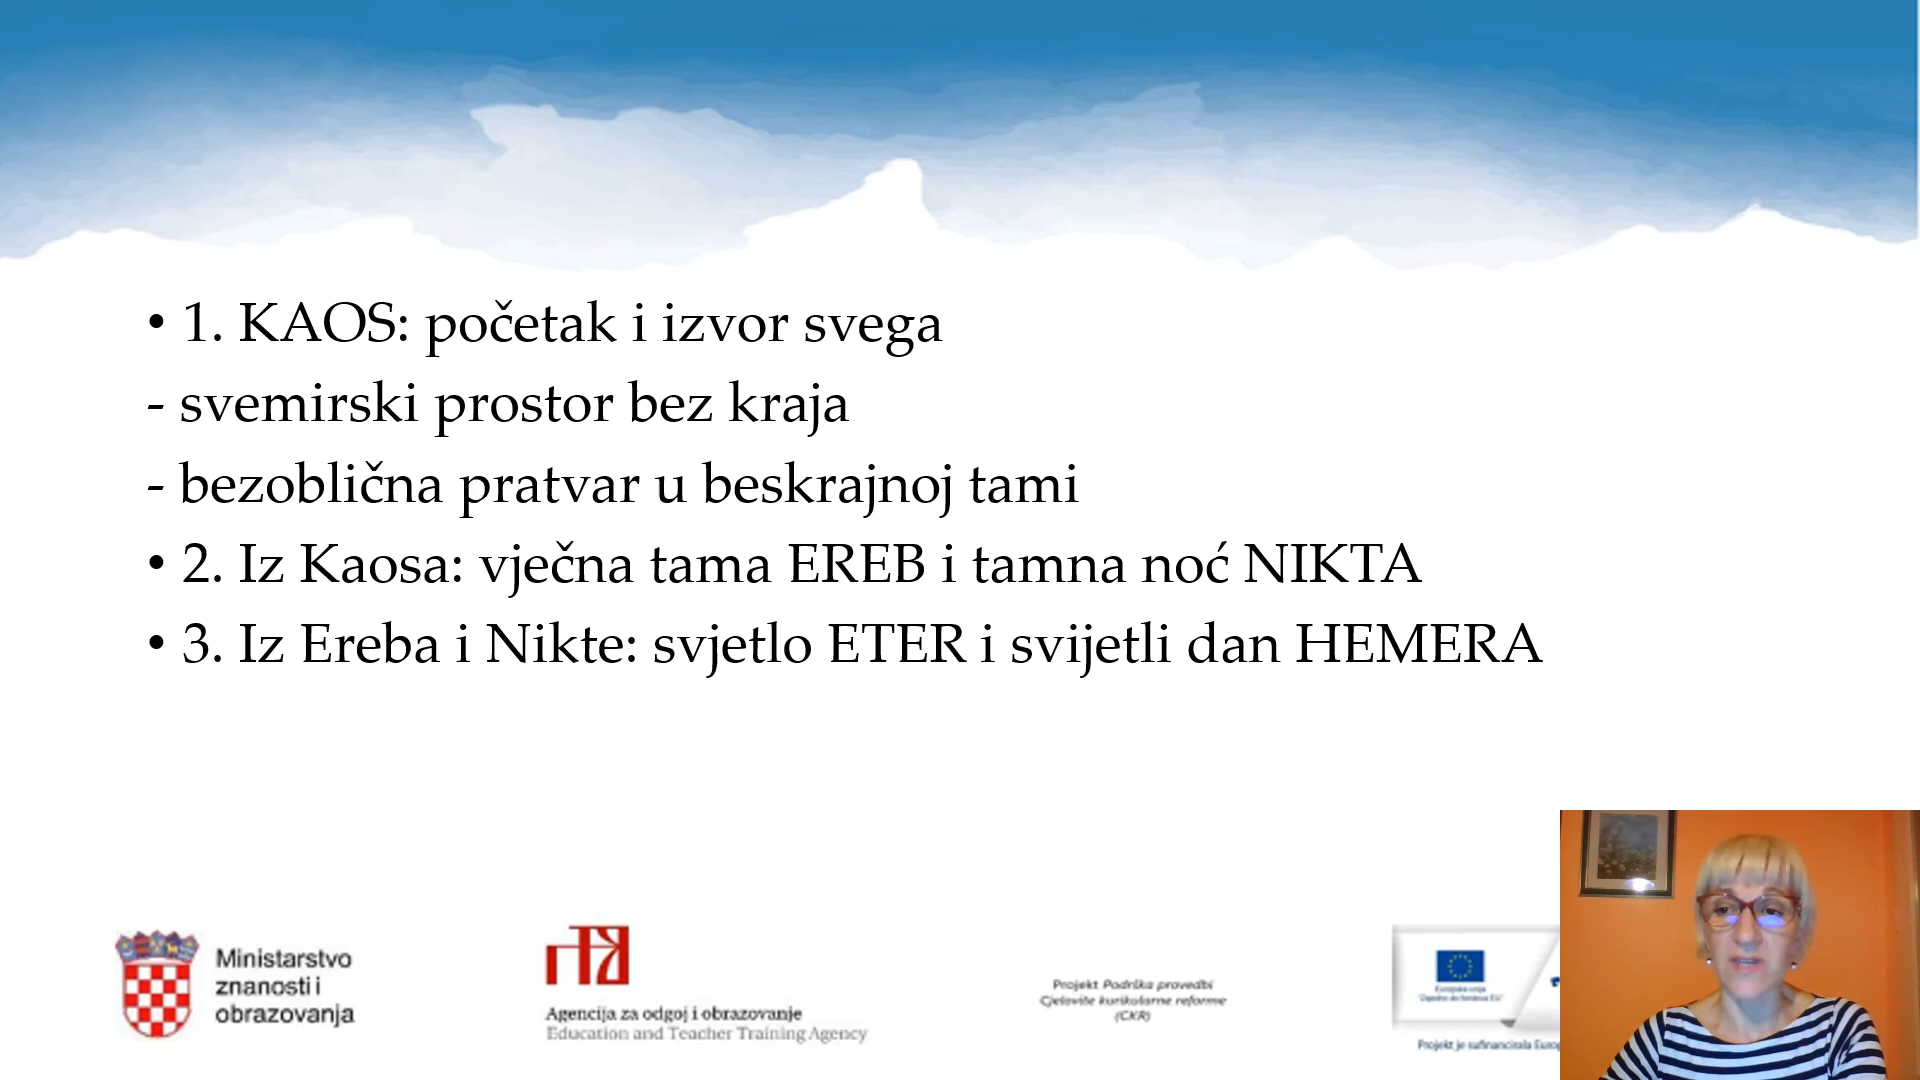 • 1. KAOS: početak i izvor svega
- svemirski prostor bez kraja
- bezoblična pratvar u beskrajnoj tami
• 2. Iz Kaosa: vječna tama EREB i tamna noć NIKTA
• 3. Iz Ereba i Nikte: svjetlo ETER i svijetli dan HEMERA
Ministarstvo
znanosti i
obrazovanja
Agencija za odgoj i obrazovanje
Education and Teacher Training Agency
Projekt Podrška provedbi
Cjelovite kurikularne reforme
(CKR)
Europska unija
Projekt je sufinancirala Europ